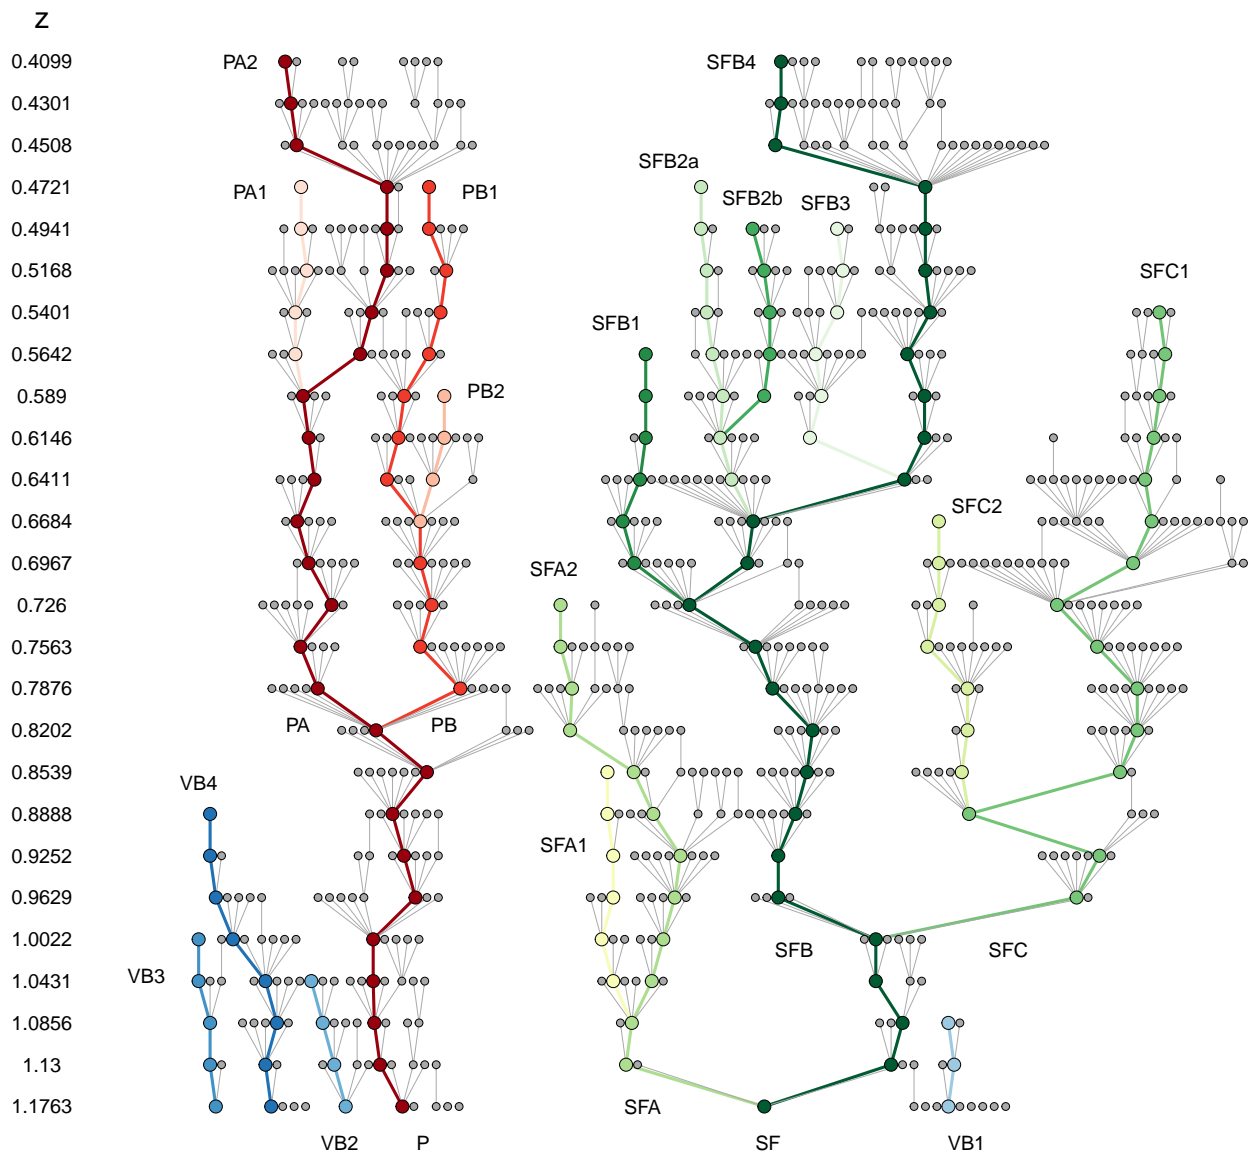 z
0.4099 PA2 SFB4
0.4301
0.4508
SFB2a
0.4721 PA1 PB1
SFB2b SFB3
0.4941
0.5168 SFC1
0.5401
SFB1
0.5642
0.589 PB2
0.6146
0.6411
0.6684 SFC2
0.6967
SFA2
0.726
0.7563
0.7876
PA PB
0.8202
0.8539
VB4
0.8888
SFA1
0.9252
0.9629
1.0022 SFB SFC
VB3
1.0431
1.0856
1.13
1.1763 SFA
VB2 P SF VB1